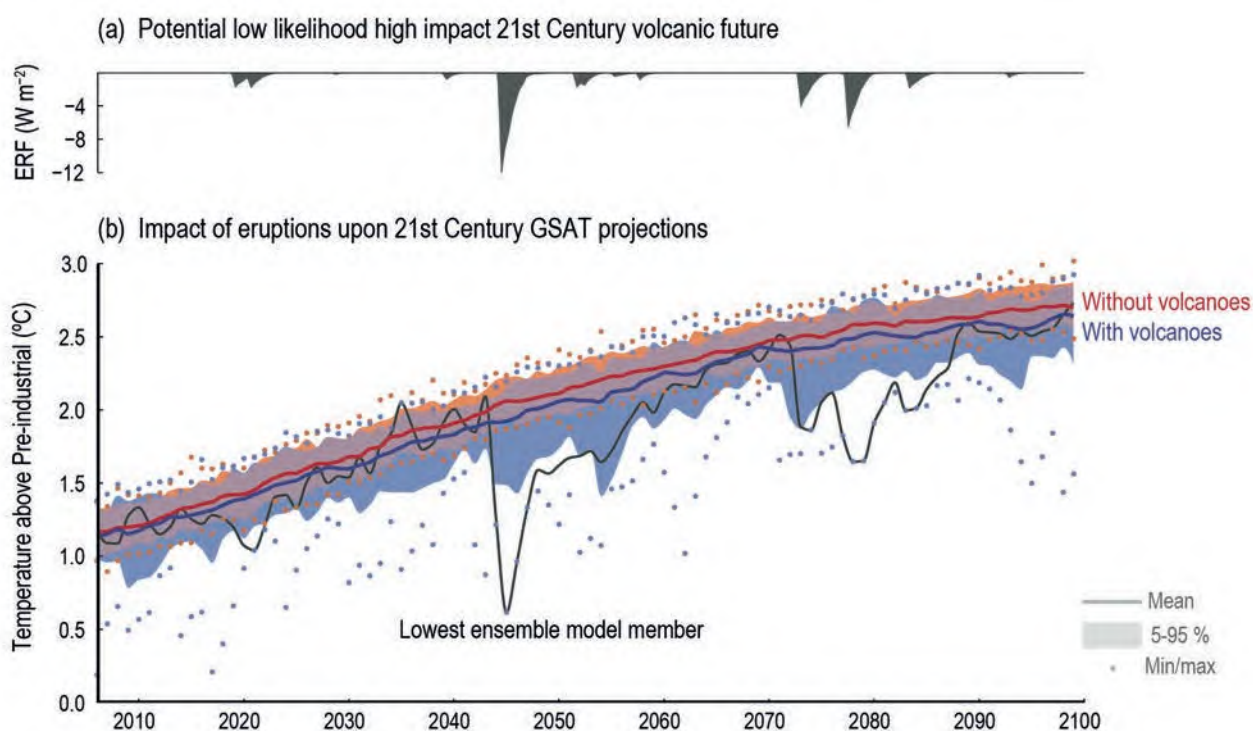 (a) Potential low likelihood high impact 21st Century volcanic future
ERF (W m⁻²)
−4
−8
−12
(b) Impact of eruptions upon 21st Century GSAT projections
Temperature above Pre-industrial (ºC)
3.0
2.5
2.0
1.5
1.0
0.5
0.0
Without volcanoes
With volcanoes
Lowest ensemble model member
Mean
5-95 %
Min/max
2010 2020 2030 2040 2050 2060 2070 2080 2090 2100